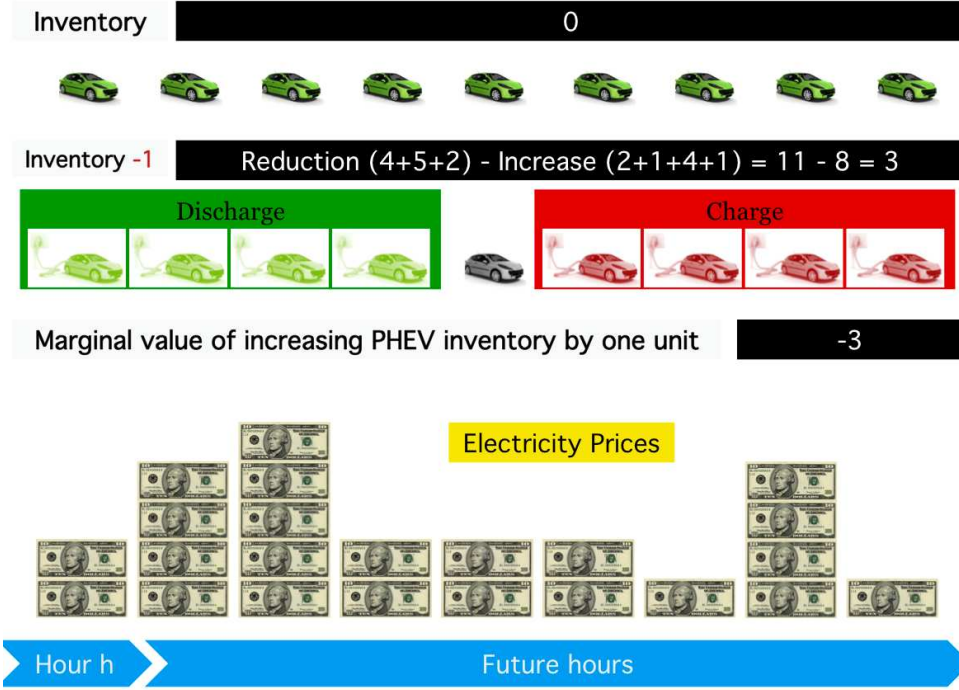 Inventory 0
Inventory -1 Reduction (4+5+2) - Increase (2+1+4+1) = 11 - 8 = 3
Discharge Charge
Marginal value of increasing PHEV inventory by one unit -3
Electricity Prices
Hour h Future hours